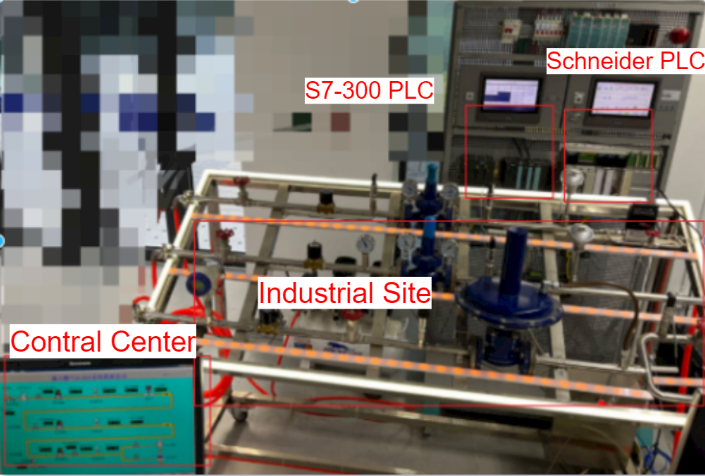 Schneider PLC
S7-300 PLC
Industrial Site
Contral Center